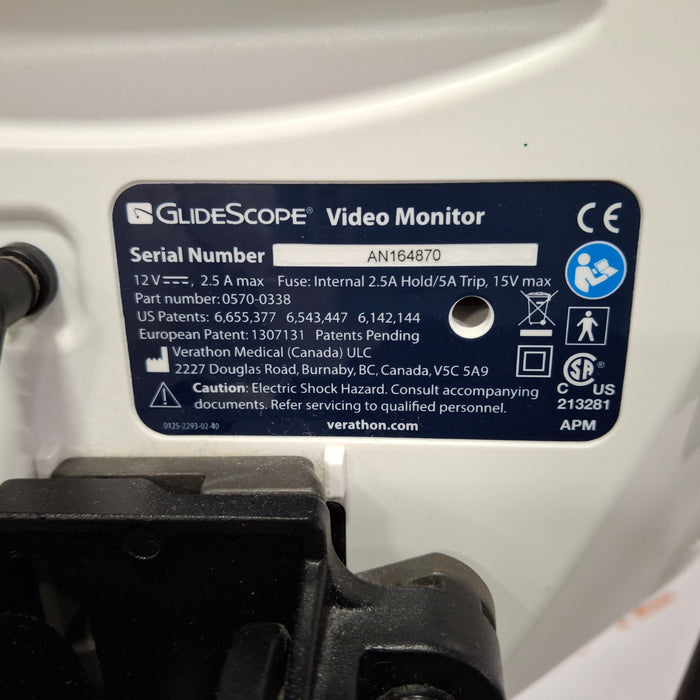 GLIDESCOPE® Video Monitor
CE
Serial Number AN164870
12 V⎓, 2.5 A max Fuse: Internal 2.5A Hold/5A Trip, 15V max
Part number: 0570-0338
US Patents: 6,655,377 6,543,447 6,142,144
European Patent: 1307131 Patents Pending
Verathon Medical (Canada) ULC
2227 Douglas Road, Burnaby, BC, Canada, V5C 5A9
Caution: Electric Shock Hazard. Consult accompanying
documents. Refer servicing to qualified personnel.
0125-2293-02-40
verathon.com
SA
C US
213281
APM